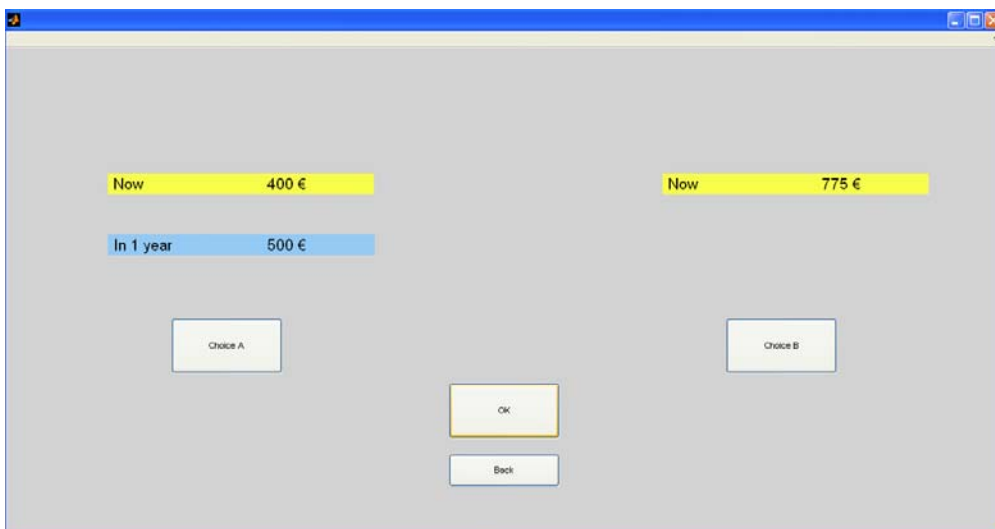 Now 400 €
Now 775 €
In 1 year 500 €
Choice A
Choice B
OK
Back